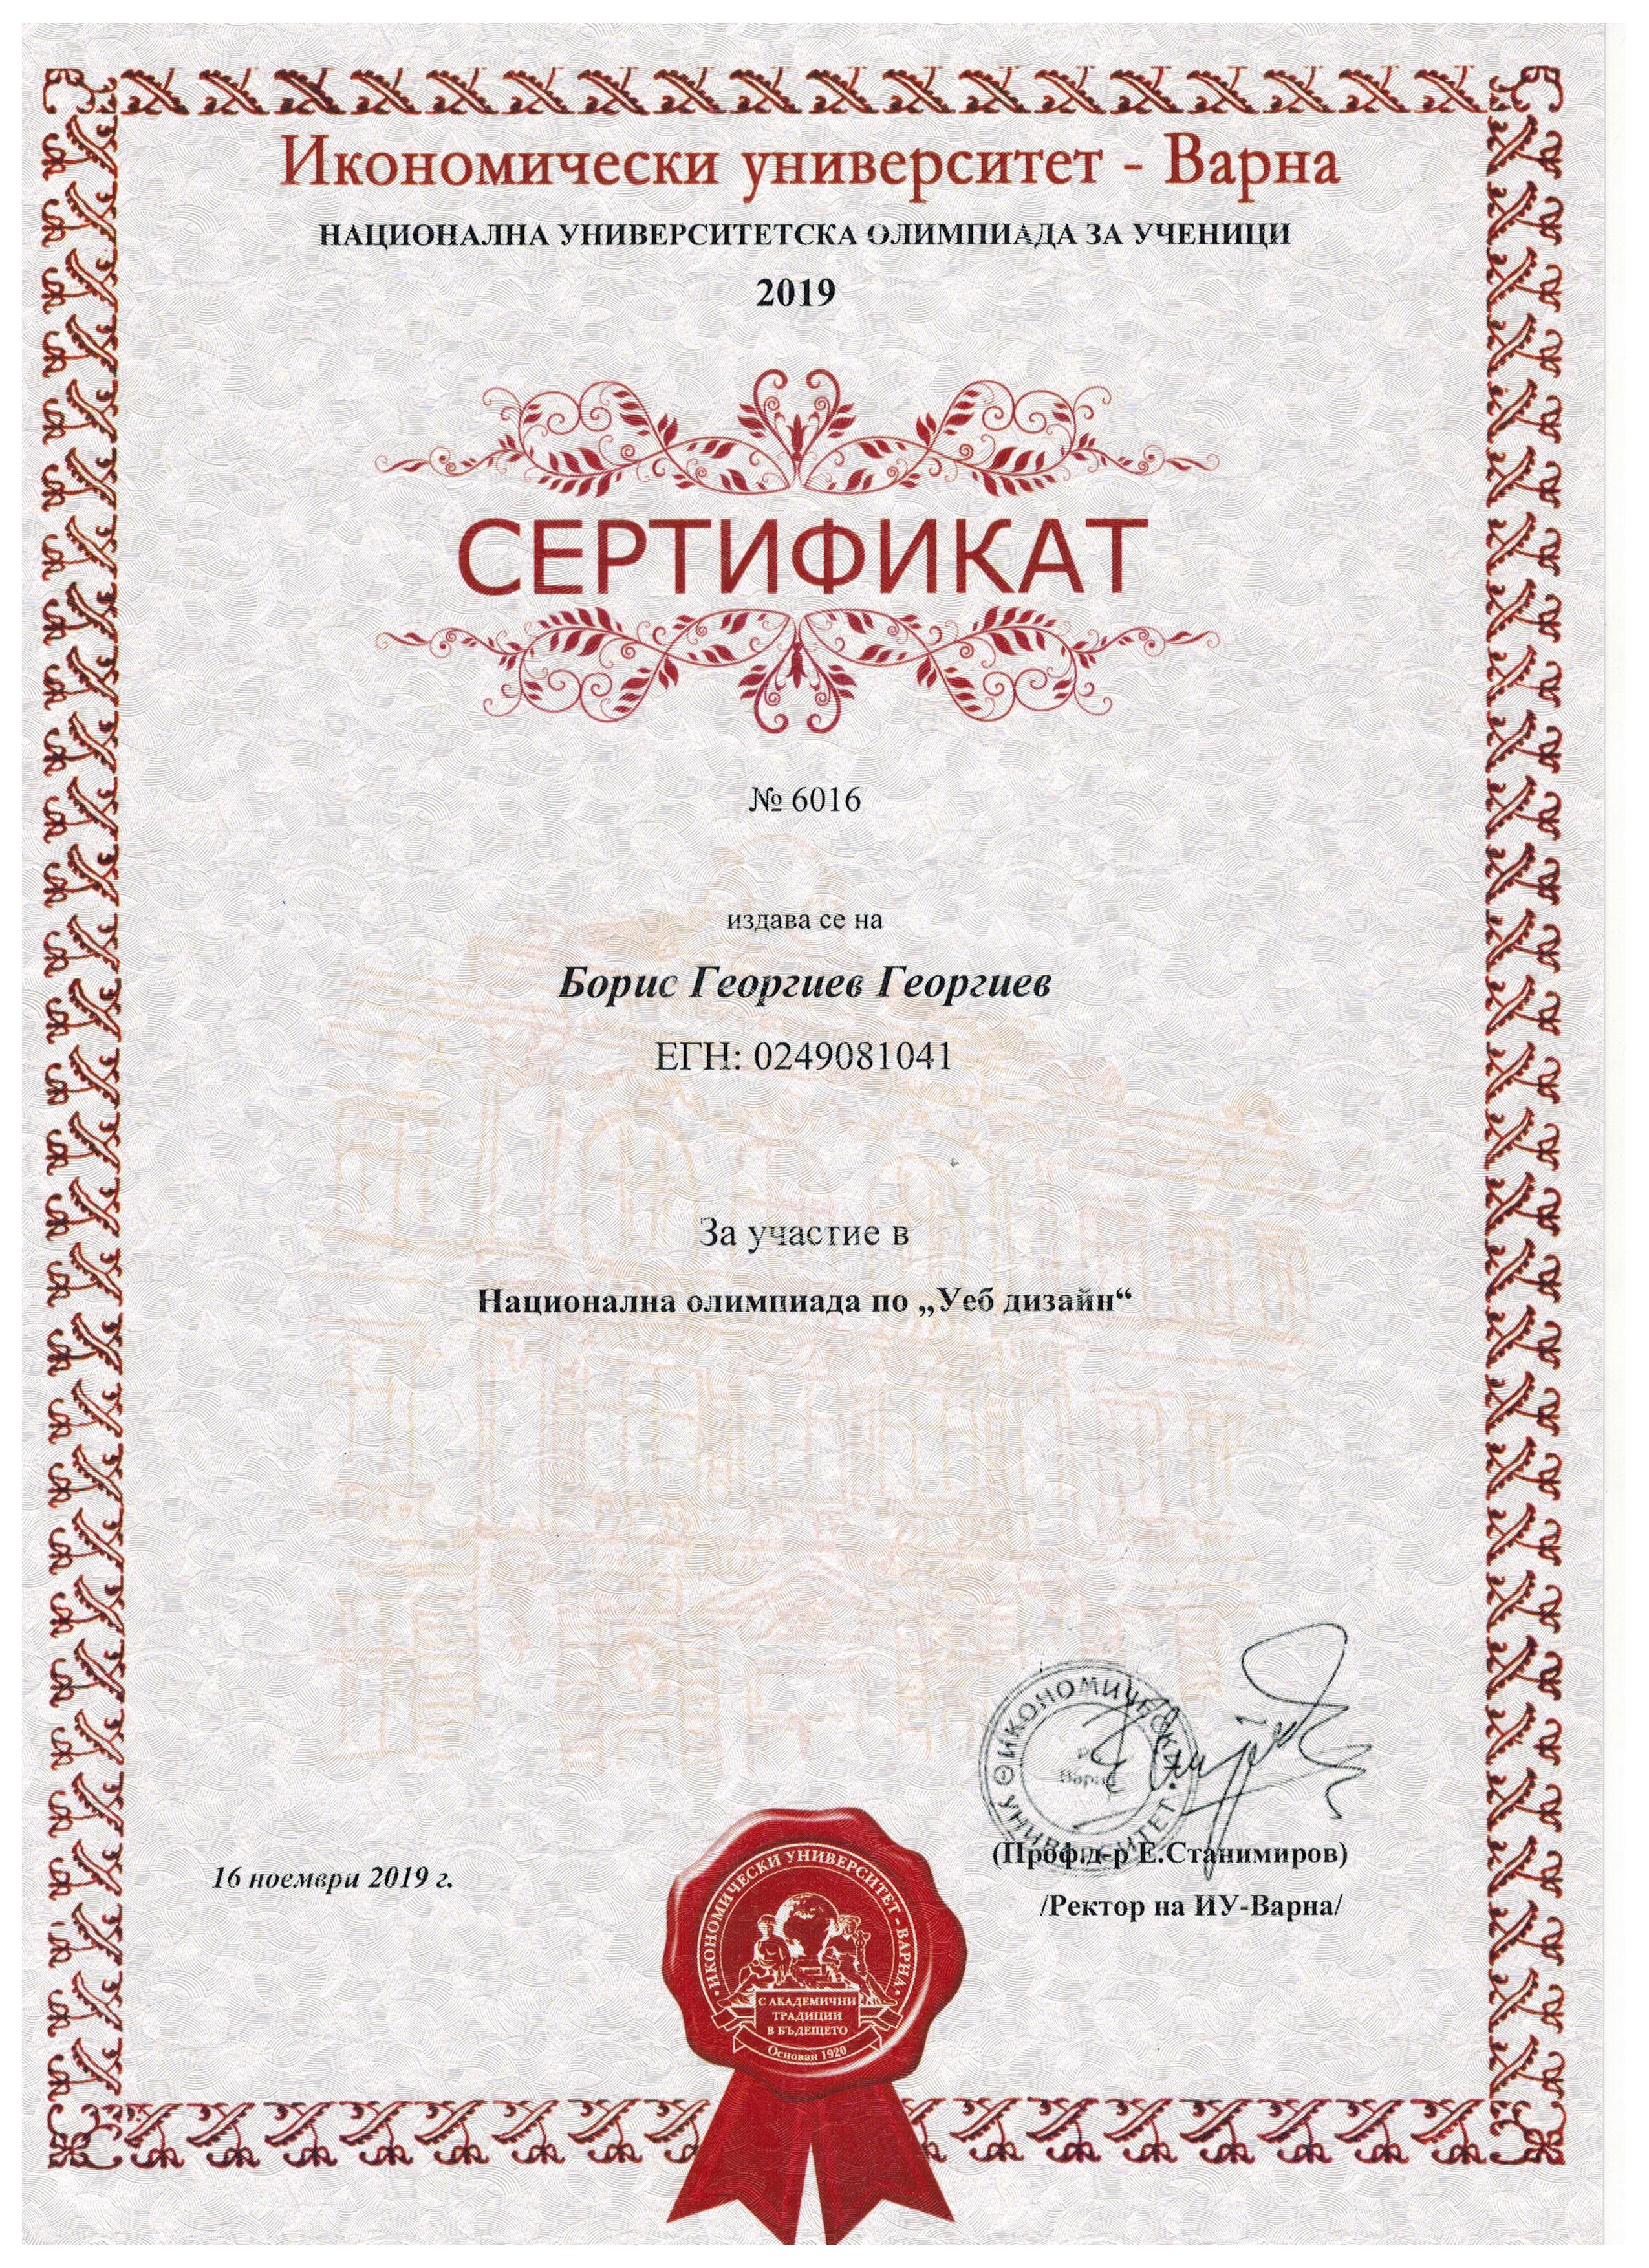 Икономически университет - Варна
НАЦИОНАЛНА УНИВЕРСИТЕТСКА ОЛИМПИАДА ЗА УЧЕНИЦИ
2019
СЕРТИФИКАТ
№ 6016
издава се на
Борис Георгиев Георгиев
ЕГН: 0249081041
За участие в
Национална олимпиада по „Уеб дизайн“
ИКОНОМИЧЕСКИ УНИВЕРСИТЕТ
Варна
(Проф.д-р Е.Станимиров)
/Ректор на ИУ-Варна/
16 ноември 2019 г.
• ИКОНОМИЧЕСКИ УНИВЕРСИТЕТ - ВАРНА •
С АКАДЕМИЧНИ
ТРАДИЦИИ
В БЪДЕЩЕТО
Основан 1920